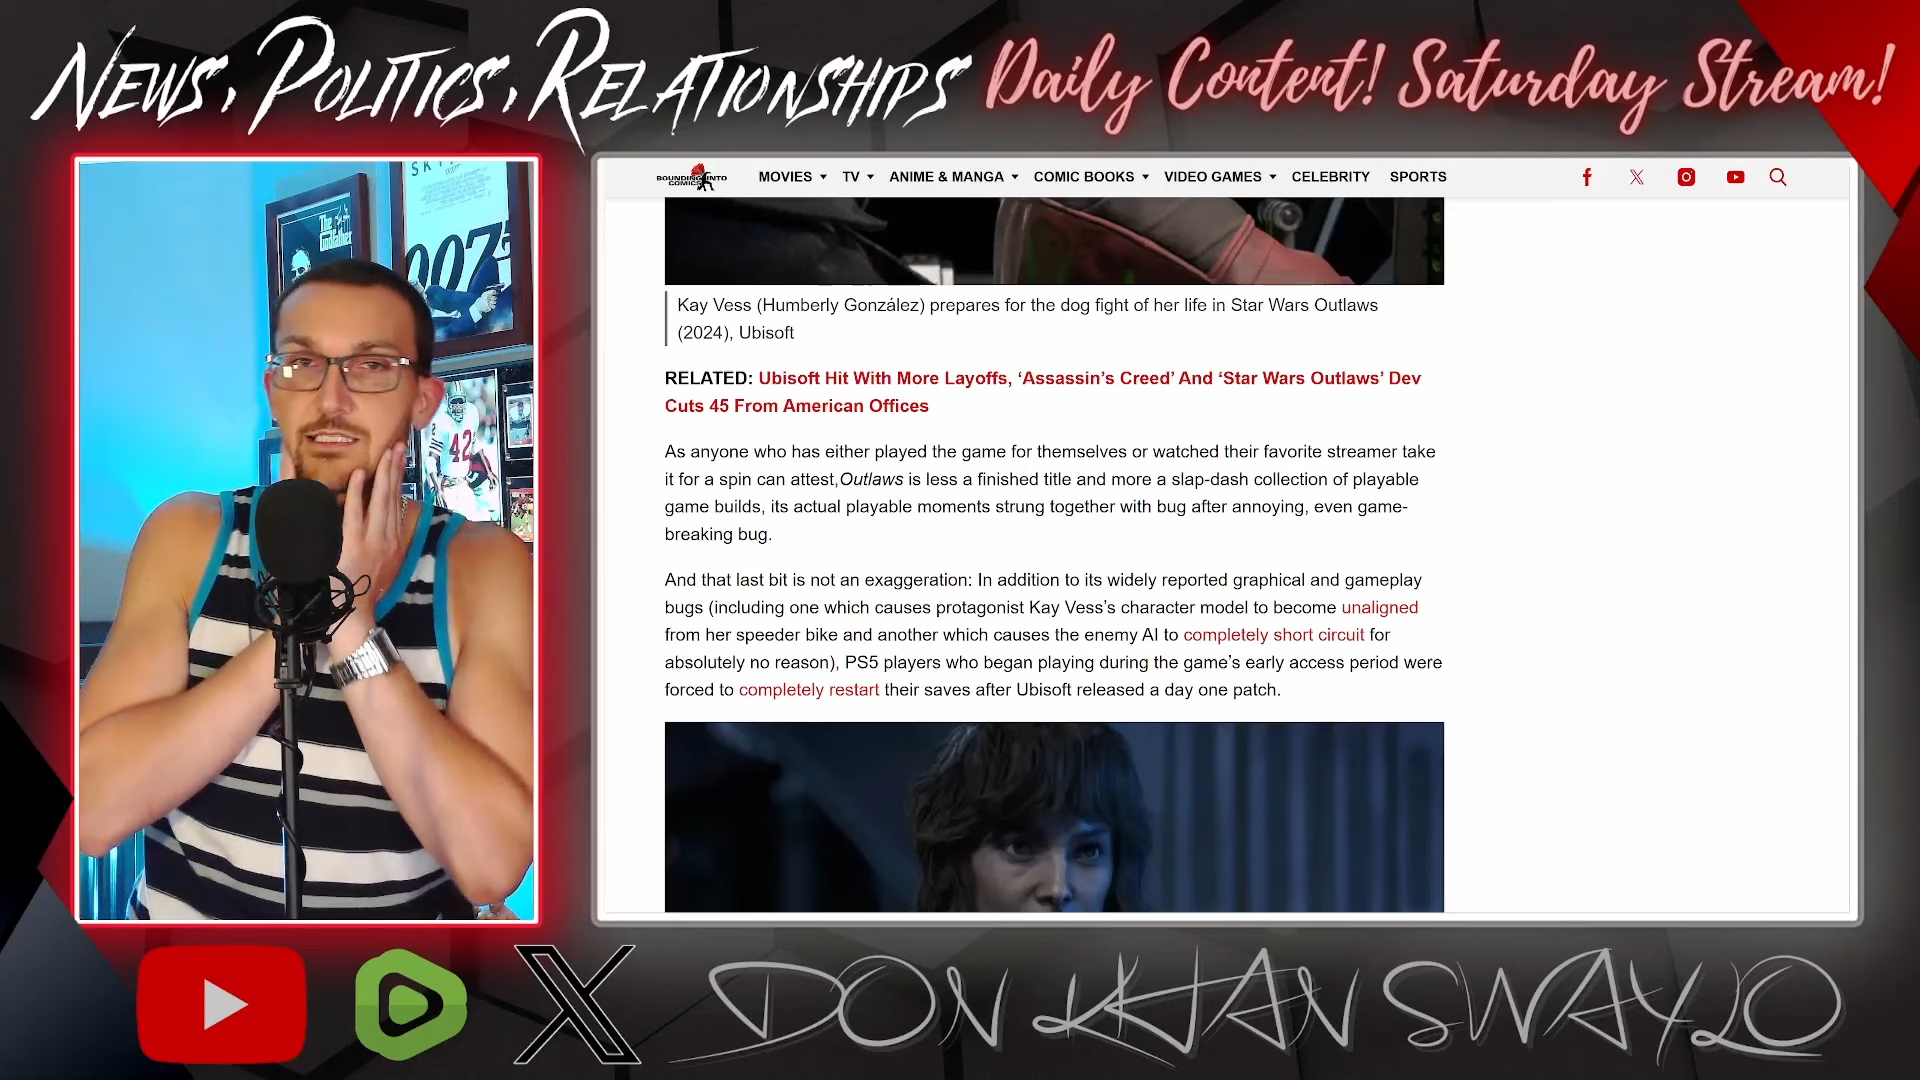 NEWS, POLITICS, RELATIONSHIPS Daily Content! Saturday Stream!
SK
007
The Godfather
42
BOUNDING INTO COMICS
MOVIES TV ANIME & MANGA COMIC BOOKS VIDEO GAMES CELEBRITY SPORTS
Kay Vess (Humberly González) prepares for the dog fight of her life in Star Wars Outlaws
(2024), Ubisoft
RELATED: Ubisoft Hit With More Layoffs, ‘Assassin’s Creed’ And ‘Star Wars Outlaws’ Dev
Cuts 45 From American Offices
As anyone who has either played the game for themselves or watched their favorite streamer take
it for a spin can attest,Outlaws is less a finished title and more a slap-dash collection of playable
game builds, its actual playable moments strung together with bug after annoying, even game-
breaking bug.
And that last bit is not an exaggeration: In addition to its widely reported graphical and gameplay
bugs (including one which causes protagonist Kay Vess’s character model to become unaligned
from her speeder bike and another which causes the enemy AI to completely short circuit for
absolutely no reason), PS5 players who began playing during the game’s early access period were
forced to completely restart their saves after Ubisoft released a day one patch.
DON KHAN SWAYLO